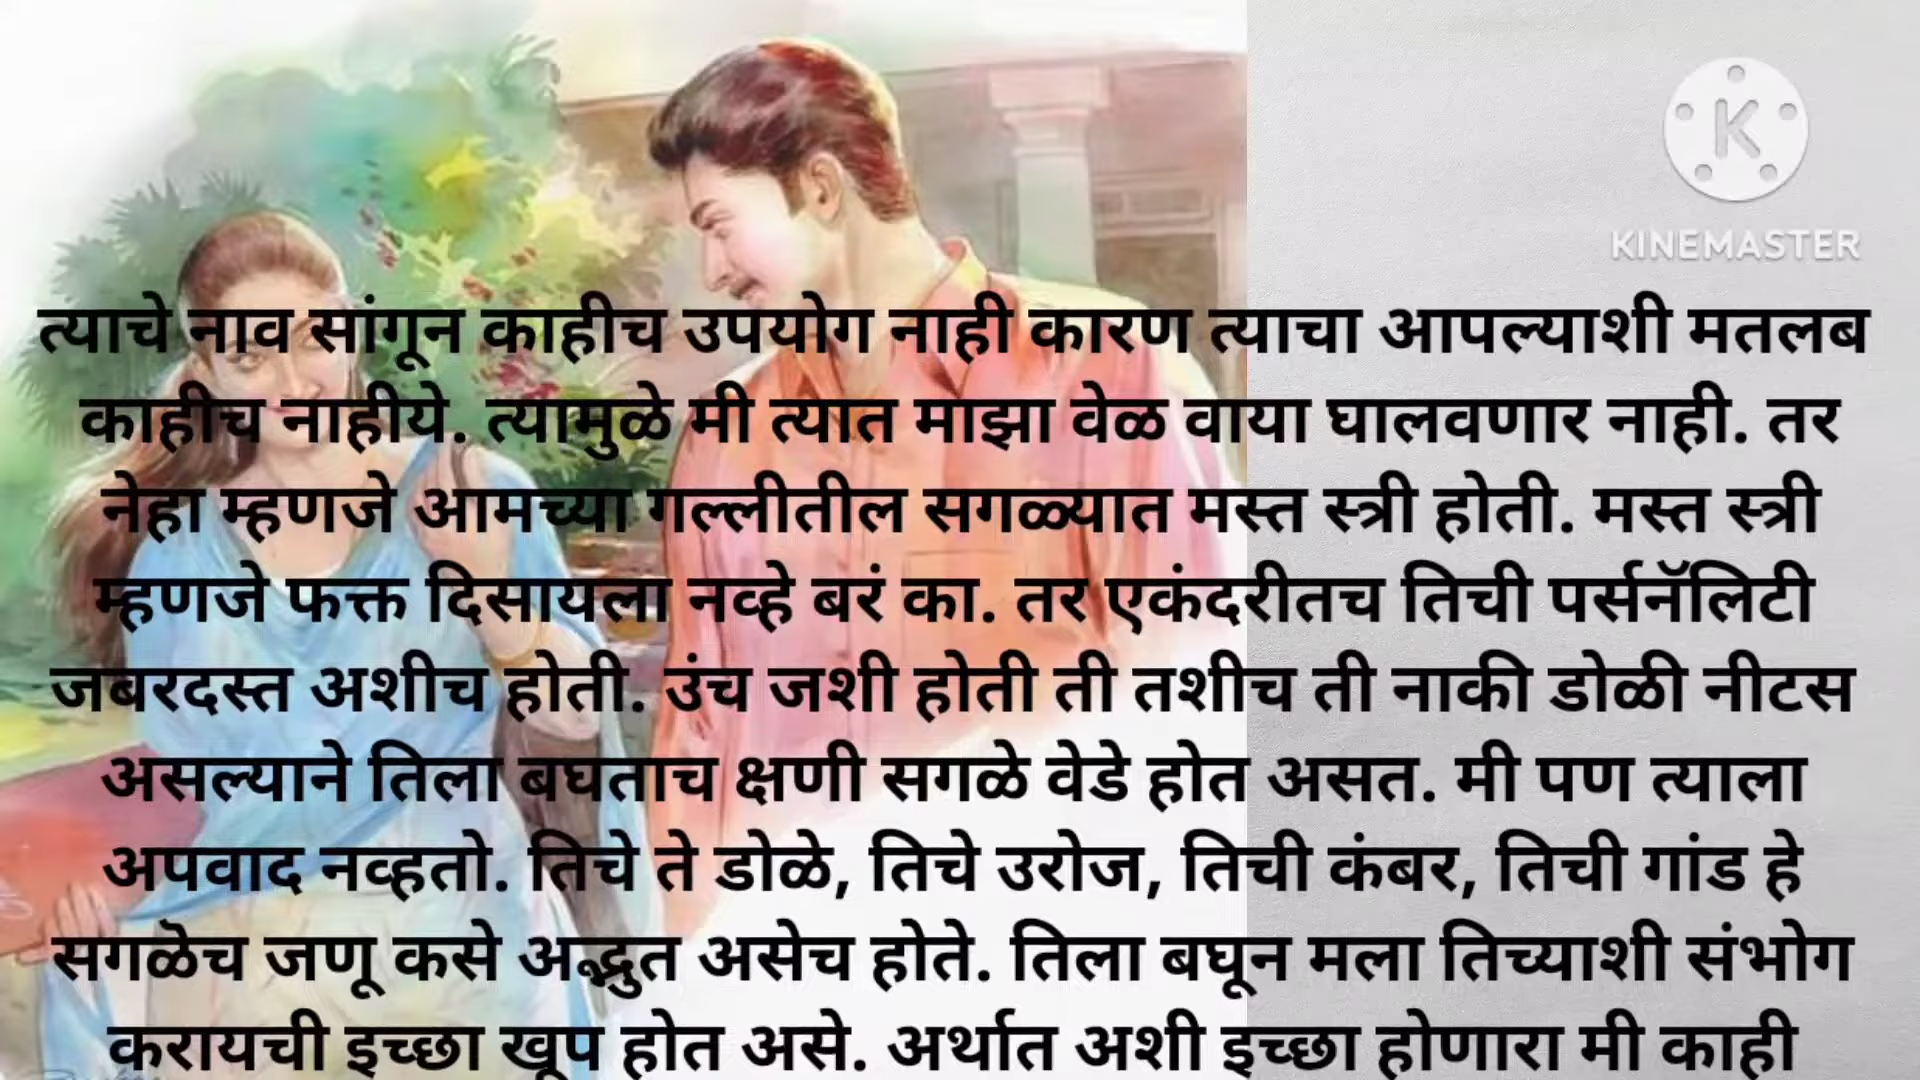 K
KINEMASTER
त्याचे नाव सांगून काहीच उपयोग नाही कारण त्याचा आपल्याशी मतलब
काहीच नाहीये. त्यामुळे मी त्यात माझा वेळ वाया घालवणार नाही. तर
नेहा म्हणजे आमच्या गल्लीतील सगळ्यात मस्त स्त्री होती. मस्त स्त्री
म्हणजे फक्त दिसायला नव्हे बरं का. तर एकंदरीतच तिची पर्सनॅलिटी
जबरदस्त अशीच होती. उंच जशी होती ती तशीच ती नाकी डोळी नीटस
असल्याने तिला बघताच क्षणी सगळे वेडे होत असत. मी पण त्याला
अपवाद नव्हतो. तिचे ते डोळे, तिचे उरोज, तिची कंबर, तिची गांड हे
सगळॆच जणू कसे अद्भुत असेच होते. तिला बघून मला तिच्याशी संभोग
करायची इच्छा खूप होत असे. अर्थात अशी इच्छा होणारा मी काही